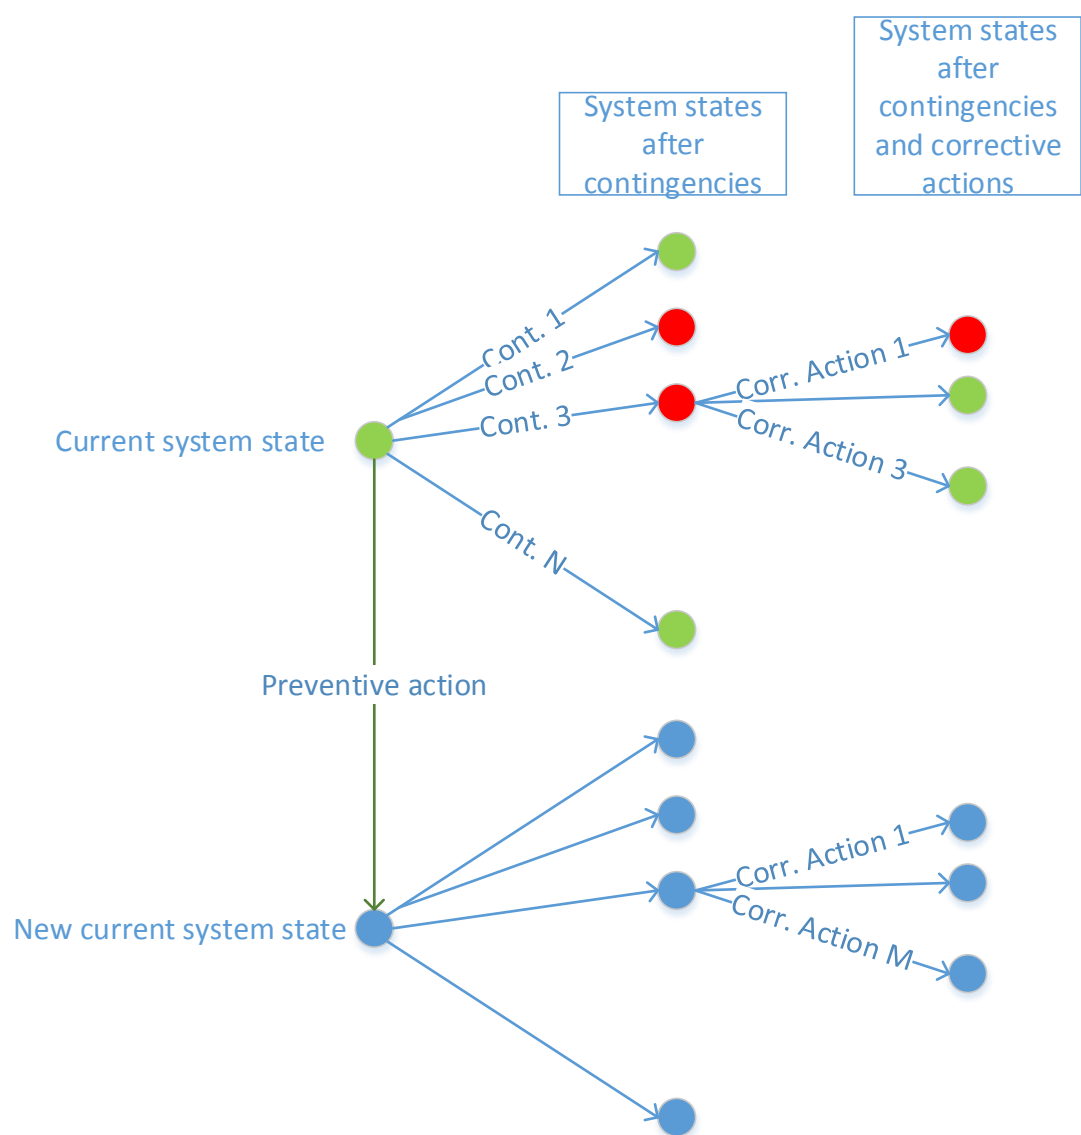 System states
after
contingencies
and corrective
actions
System states
after
contingencies
Cont. 1
Cont. 2
Cont. 3
Cont. N
Corr. Action 1
Corr. Action 3
Current system state
Preventive action
New current system state
Corr. Action 1
Corr. Action M